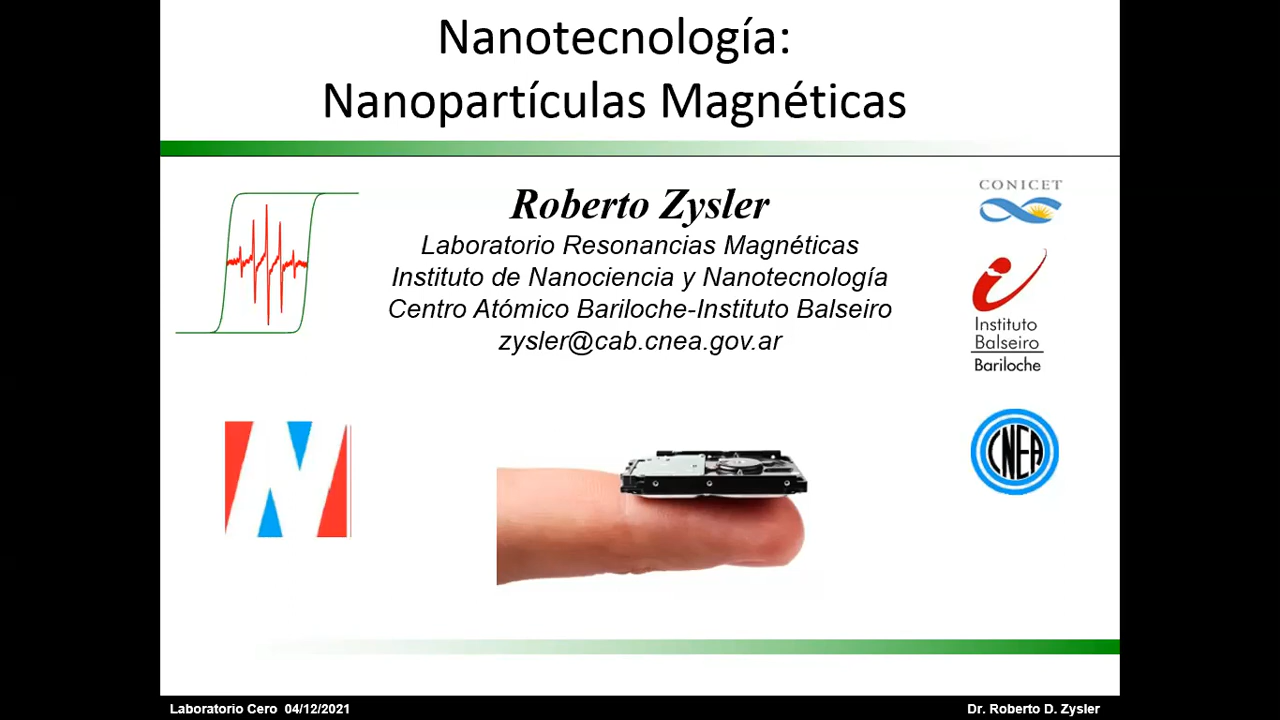 Nanotecnología:
Nanopartículas Magnéticas
Roberto Zysler
Laboratorio Resonancias Magnéticas
Instituto de Nanociencia y Nanotecnología
Centro Atómico Bariloche-Instituto Balseiro
zysler@cab.cnea.gov.ar
CONICET
Instituto
Balseiro
Bariloche
CNEA
Laboratorio Cero 04/12/2021
Dr. Roberto D. Zysler